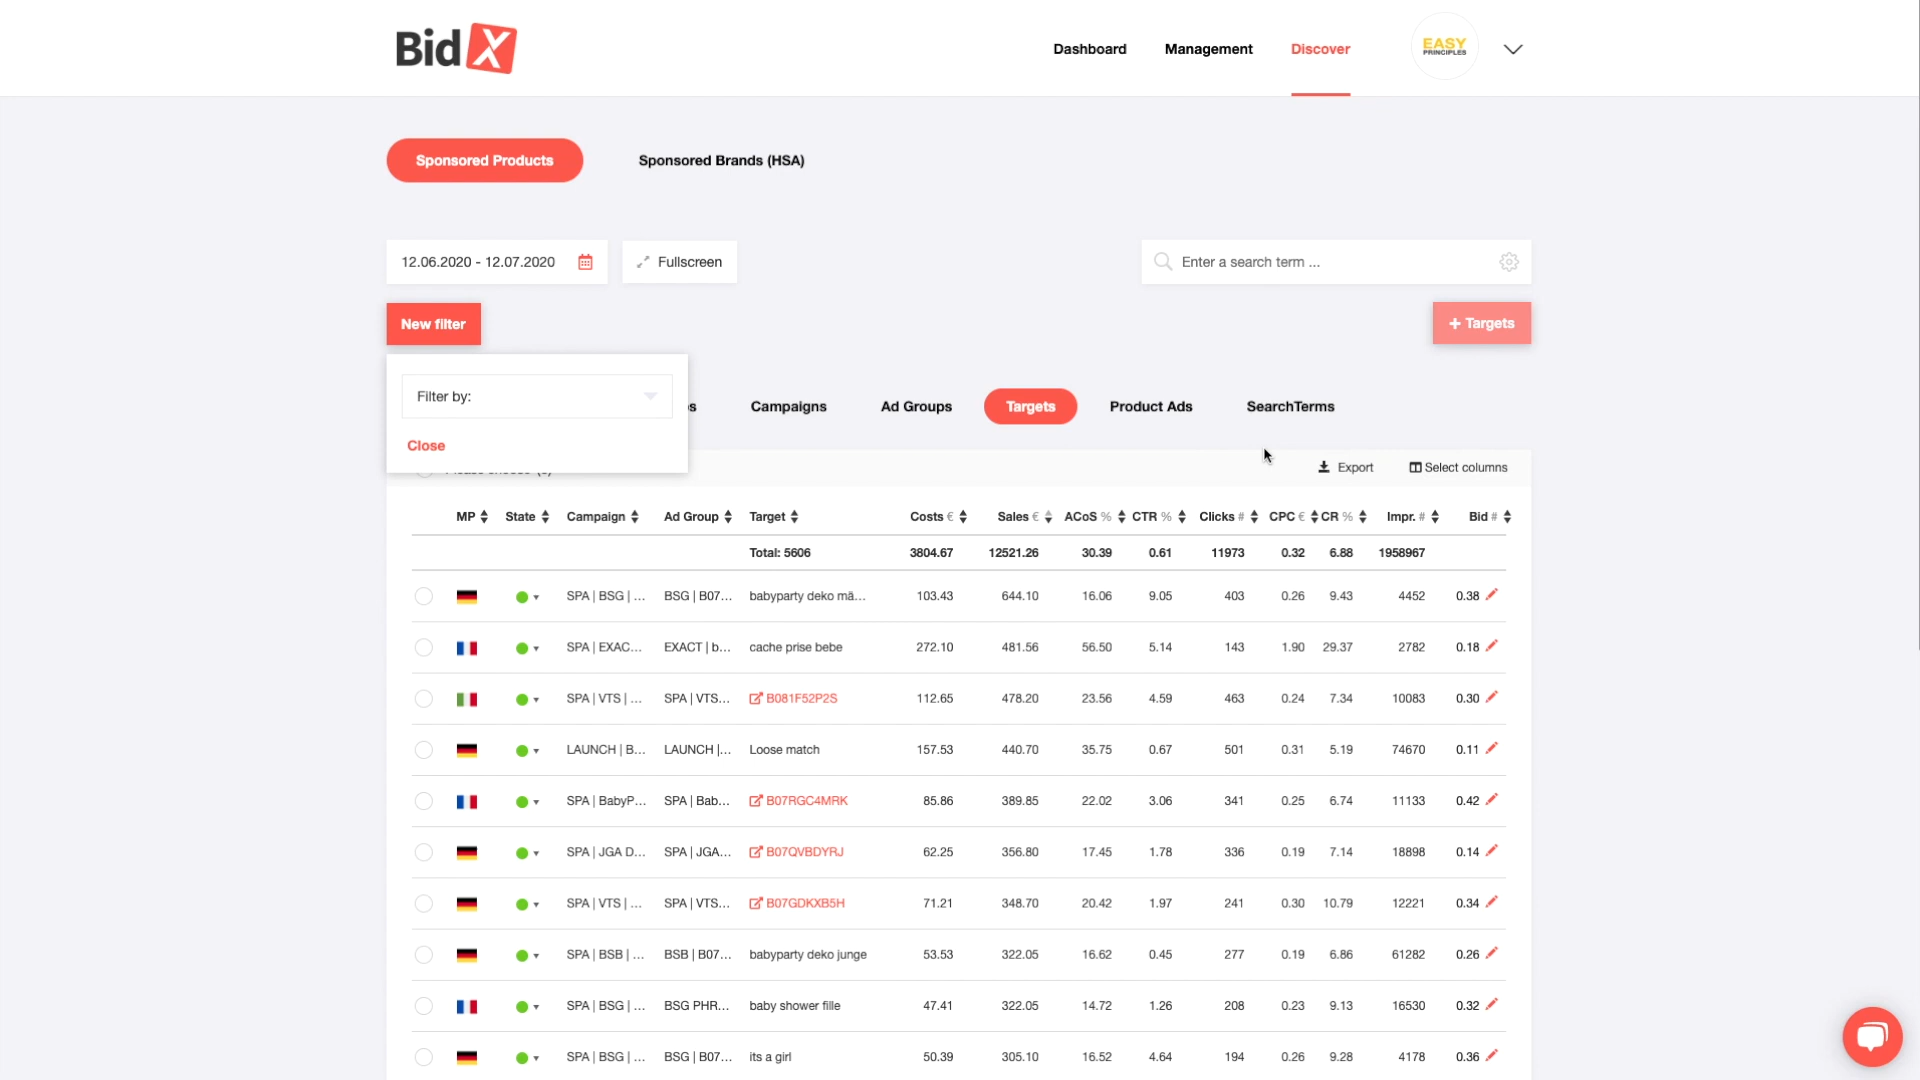 BidX
Dashboard Management Discover EASY PRINCIPLES
Sponsored Products Sponsored Brands (HSA)
12.06.2020 - 12.07.2020 Fullscreen Enter a search term ...
New filter + Targets
Filter by:
Close
Campaigns Ad Groups Targets Product Ads SearchTerms
Export Select columns
MP State Campaign Ad Group Target Costs € Sales € ACoS % CTR % Clicks # CPC € CR % Impr. # Bid #
Total: 5606 3804.67 12521.26 30.39 0.61 11973 0.32 6.88 1958967
SPA | BSG | ... BSG | B07... babyparty deko mä... 103.43 644.10 16.06 9.05 403 0.26 9.43 4452 0.38
SPA | EXAC... EXACT | b... cache prise bebe 272.10 481.56 56.50 5.14 143 1.90 29.37 2782 0.18
SPA | VTS | ... SPA | VTS... B081F52P2S 112.65 478.20 23.56 4.59 463 0.24 7.34 10083 0.30
LAUNCH | B... LAUNCH |... Loose match 157.53 440.70 35.75 0.67 501 0.31 5.19 74670 0.11
SPA | BabyP... SPA | Bab... B07RGC4MRK 85.86 389.85 22.02 3.06 341 0.25 6.74 11133 0.42
SPA | JGA D... SPA | JGA... B07QVBDYRJ 62.25 356.80 17.45 1.78 336 0.19 7.14 18898 0.14
SPA | VTS | ... SPA | VTS... B07GDKXB5H 71.21 348.70 20.42 1.97 241 0.30 10.79 12221 0.34
SPA | BSB | ... BSB | B07... babyparty deko junge 53.53 322.05 16.62 0.45 277 0.19 6.86 61282 0.26
SPA | BSG | ... BSG PHR... baby shower fille 47.41 322.05 14.72 1.26 208 0.23 9.13 16530 0.32
SPA | BSG | ... BSG | B07... its a girl 50.39 305.10 16.52 4.64 194 0.26 9.28 4178 0.36